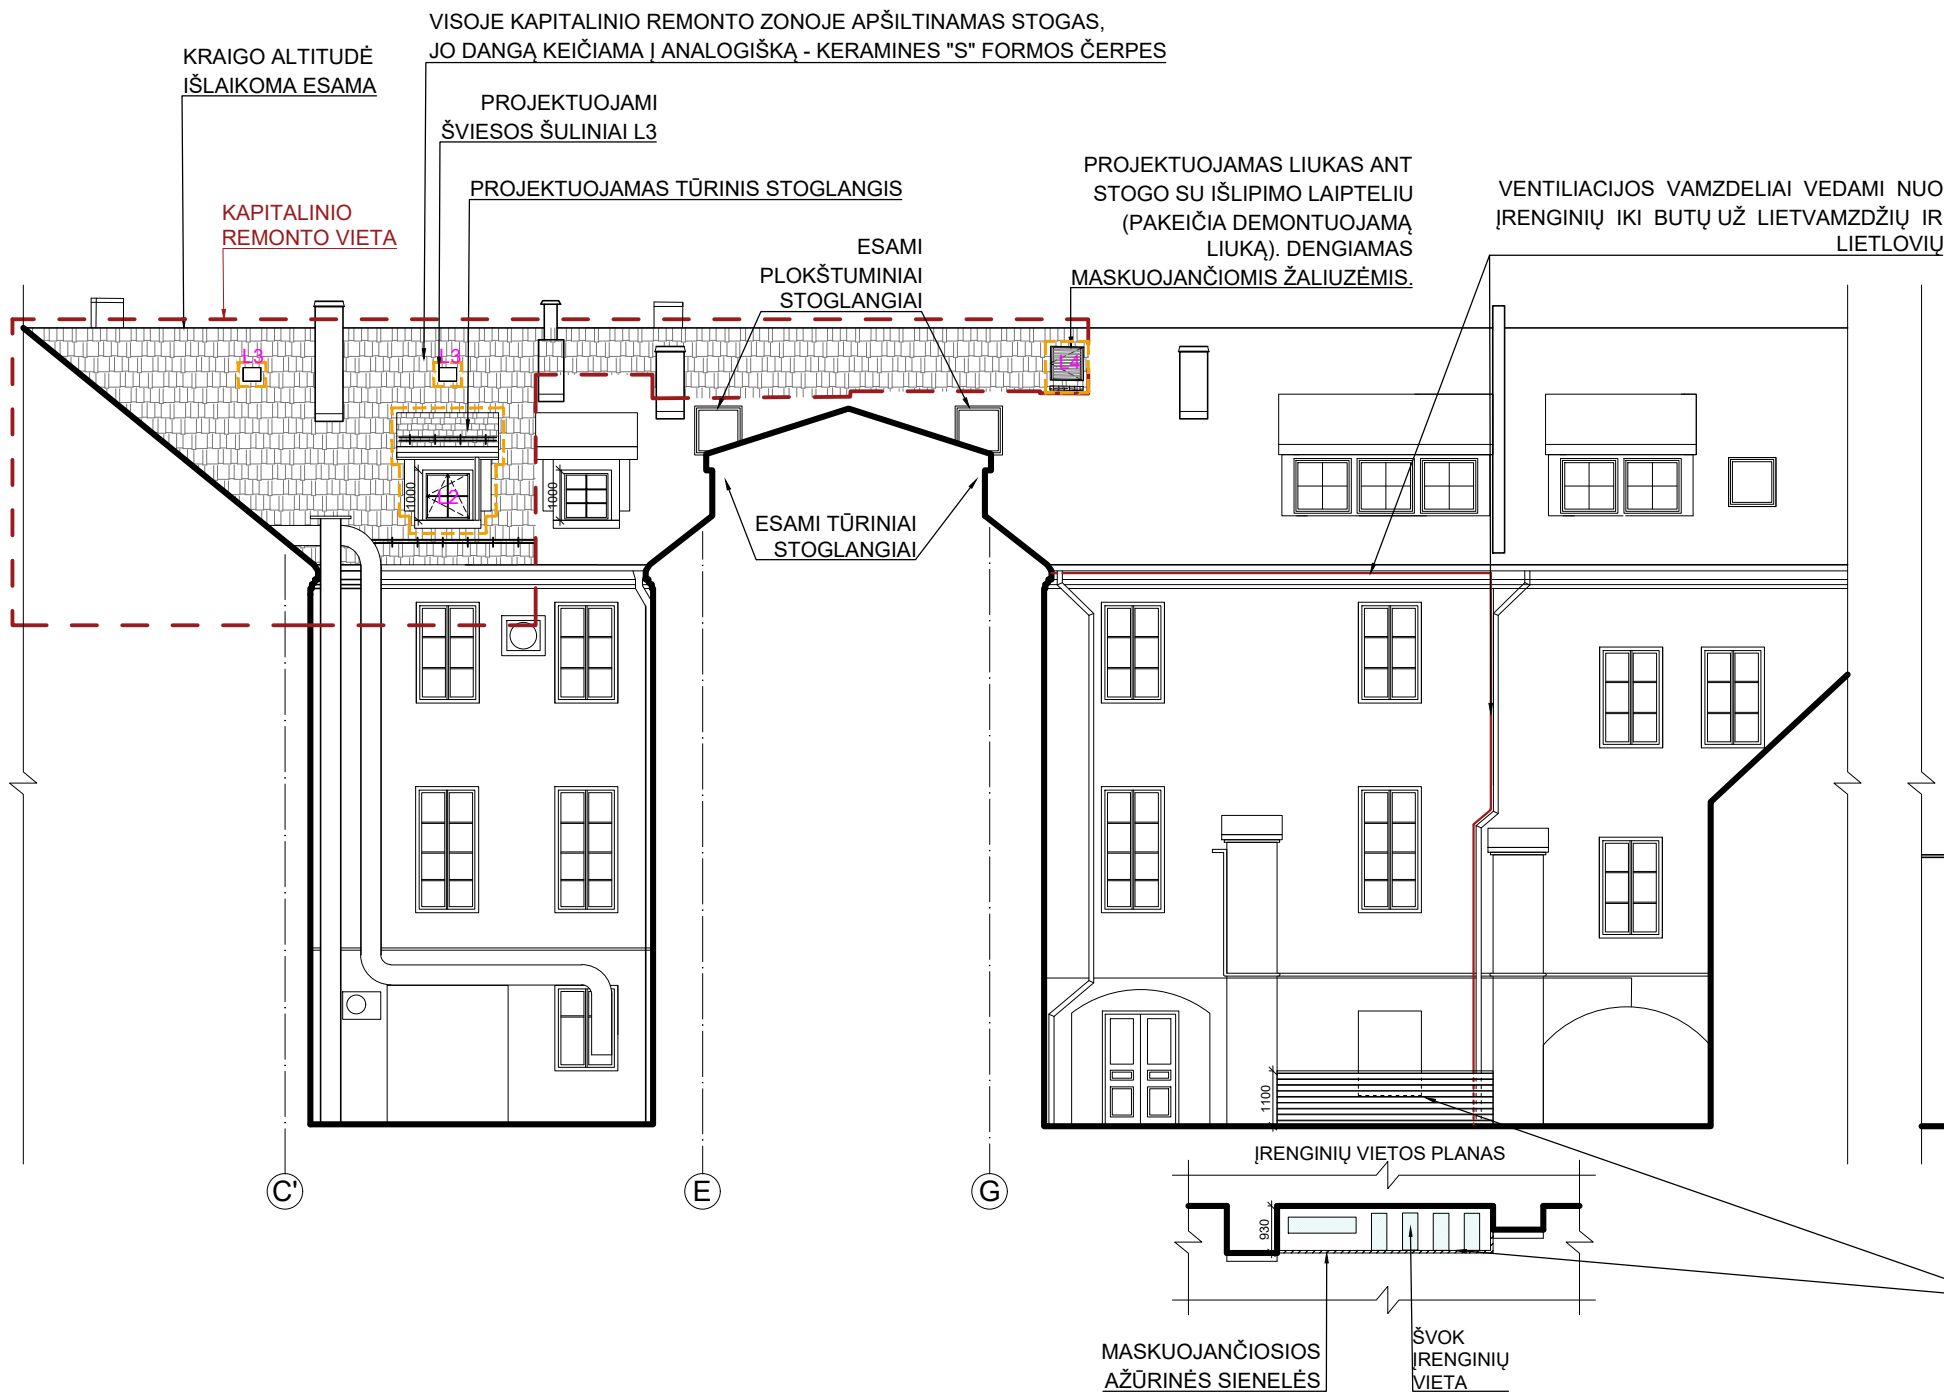 VISOJE KAPITALINIO REMONTO ZONOJE APŠILTINAMAS STOGAS,
JO DANGĄ KEIČIAMA Į ANALOGIŠKĄ - KERAMINES "S" FORMOS ČERPES
KRAIGO ALTITUDĖ
IŠLAIKOMA ESAMA
PROJEKTUOJAMI
ŠVIESOS ŠULINIAI L3
PROJEKTUOJAMAS TŪRINIS STOGLANGIS
KAPITALINIO
REMONTO VIETA
ESAMI
PLOKŠTUMINIAI
STOGLANGIAI
PROJEKTUOJAMAS LIUKAS ANT
STOGO SU IŠLIPIMO LAIPTELIU
(PAKEIČIA DEMONTUOJAMĄ
LIUKĄ). DENGIAMAS
MASKUOJANČIOMIS ŽALIUZĖMIS.
VENTILIACIJOS VAMZDELIAI VEDAMI NUO
ĮRENGINIŲ IKI BUTŲ UŽ LIETVAMZDŽIŲ IR
LIETLOVIŲ
L3
L3
L4
L2
1000
1000
ESAMI TŪRINIAI
STOGLANGIAI
1100
C'
E
G
ĮRENGINIŲ VIETOS PLANAS
930
MASKUOJANČIOSIOS
AŽŪRINĖS SIENELĖS
ŠVOK
ĮRENGINIŲ
VIETA